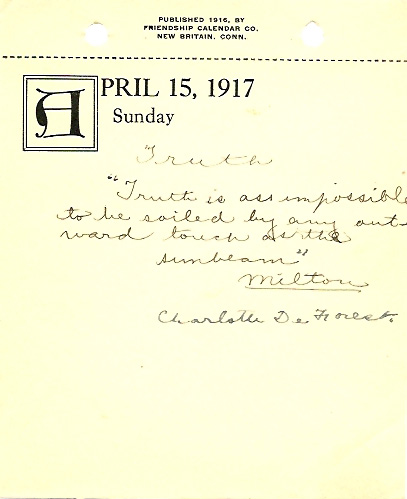 PUBLISHED 1916, BY
FRIENDSHIP CALENDAR CO.
NEW BRITAIN. CONN.
APRIL 15, 1917
Sunday
Truth
"Truth is as impossible
to be soiled by any out
ward touch as the
sunbeam"
Milton
Charlotte De Forest.